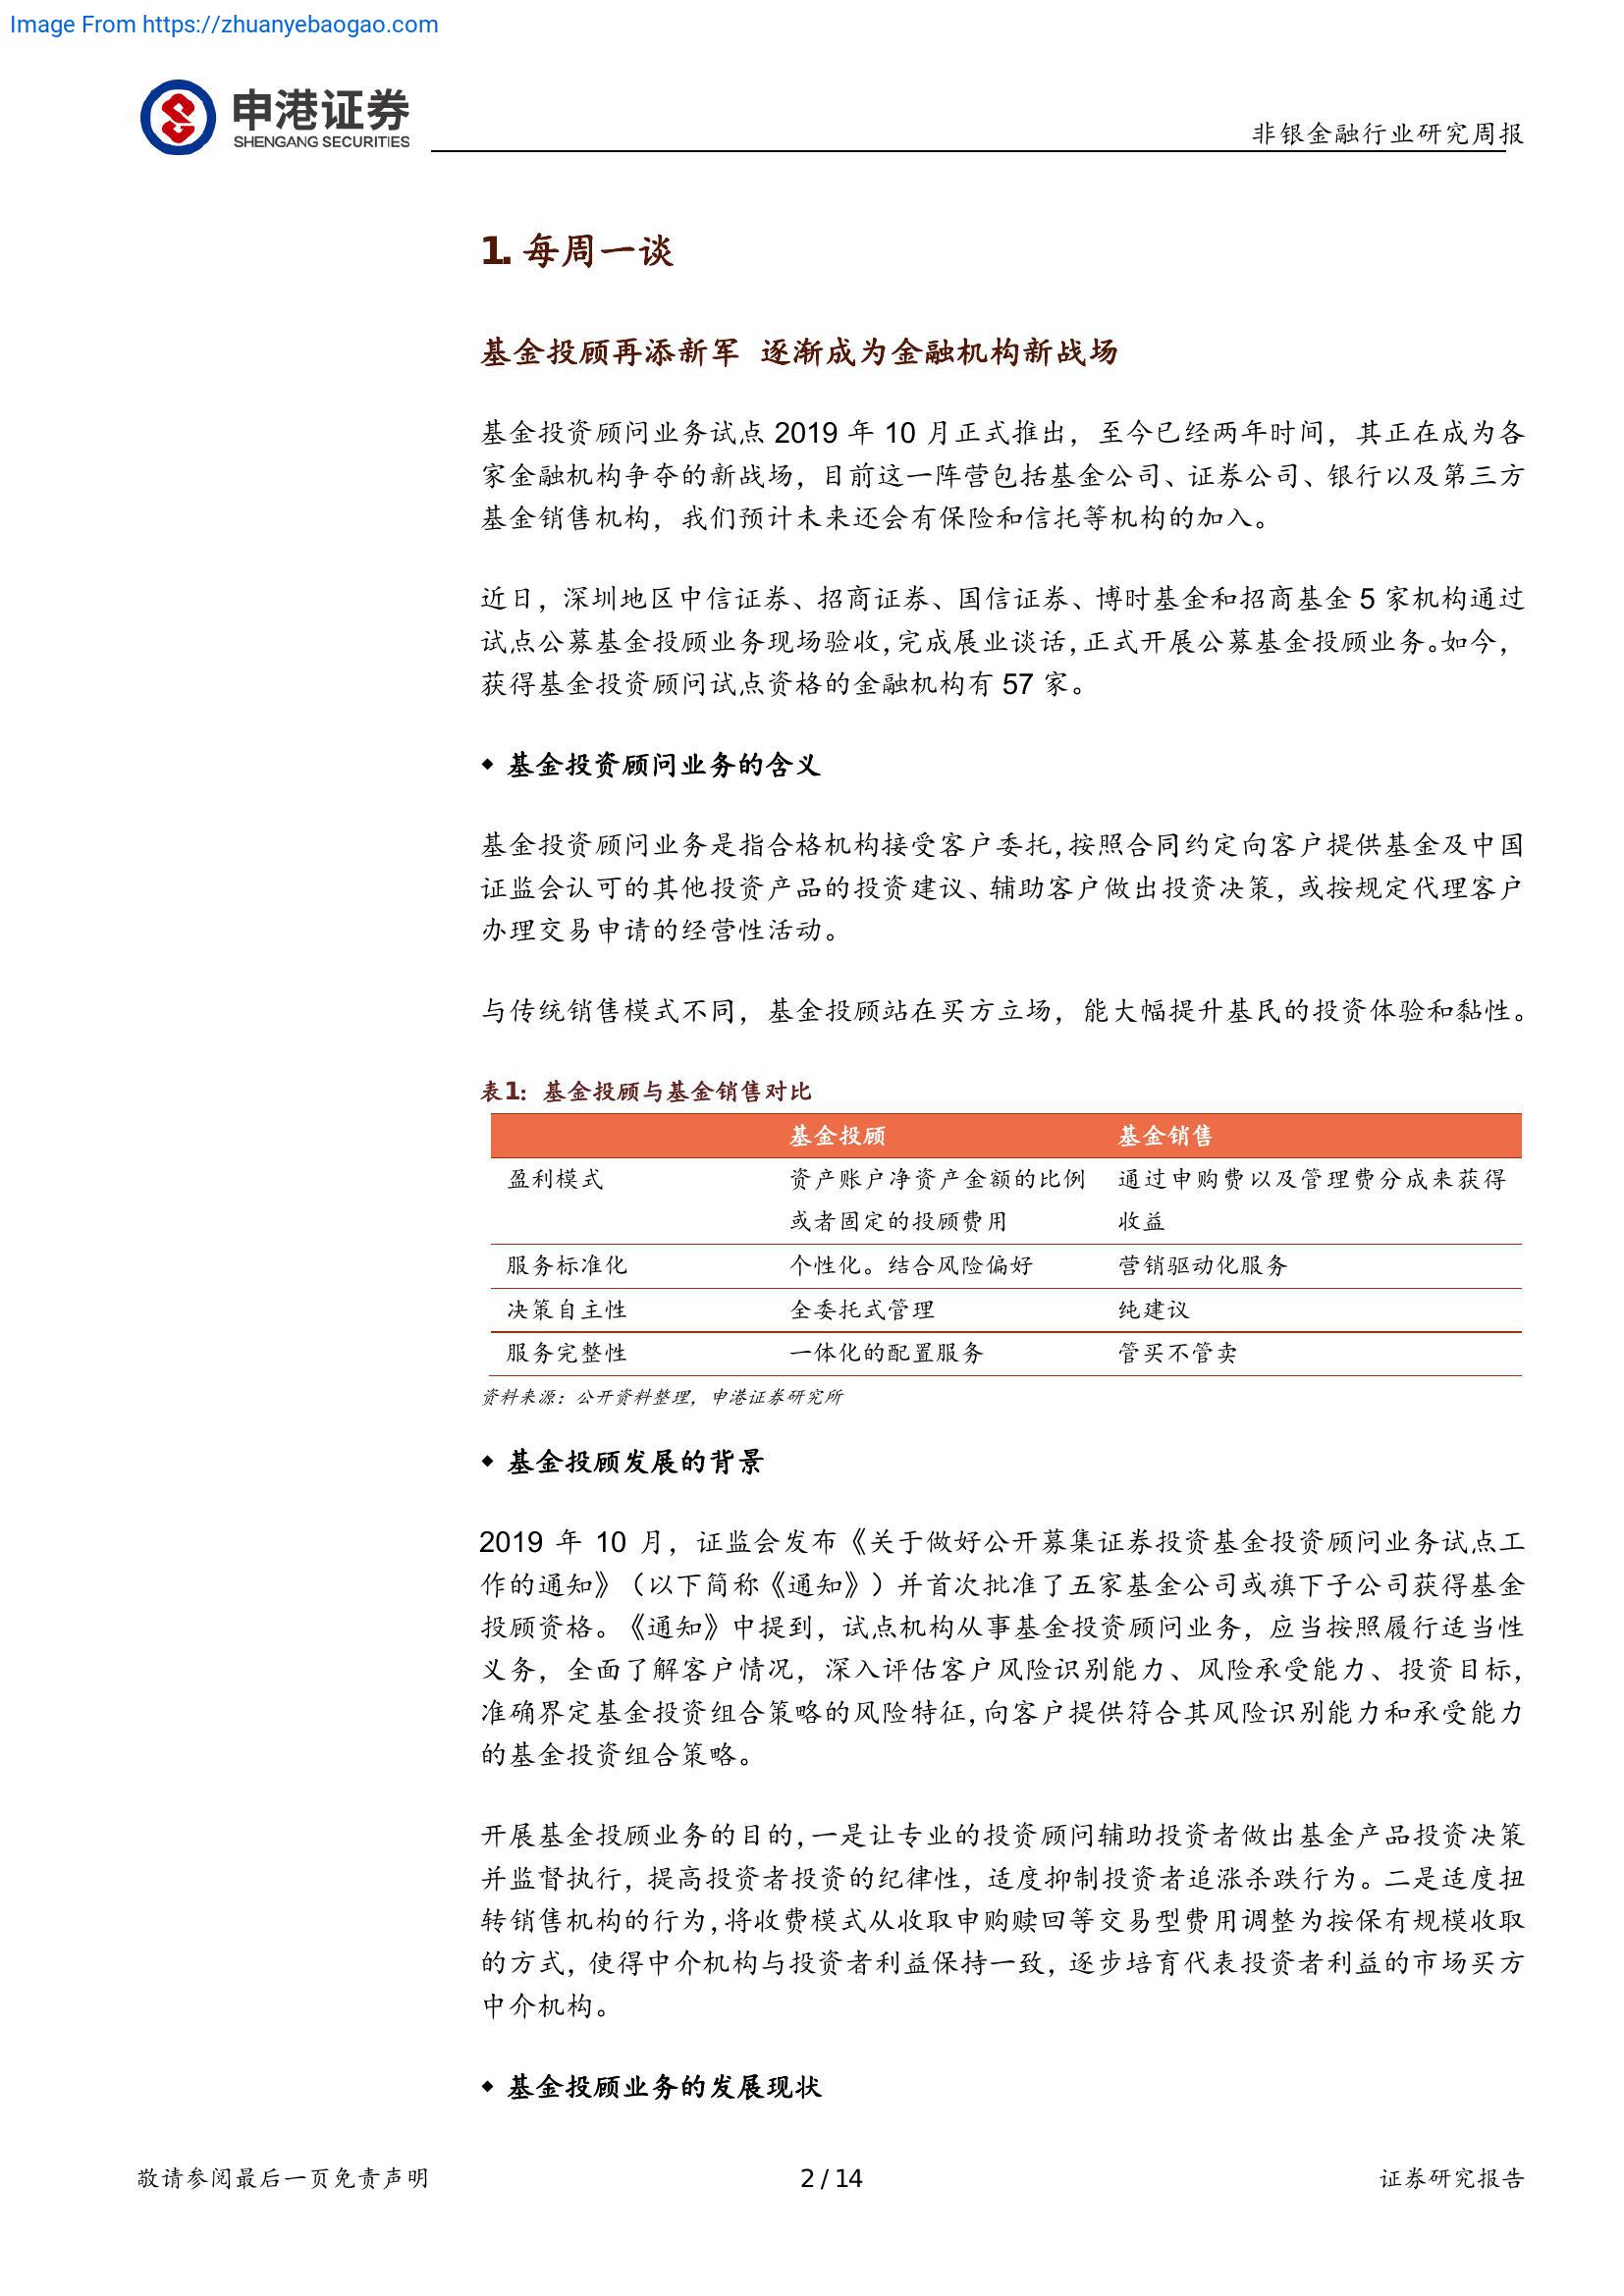 Image From https://zhuanyebaogao.com
申港证券
SHENGANG SECURITIES
非银金融行业研究周报
1. 每周一谈
基金投顾再添新军 逐渐成为金融机构新战场
基金投资顾问业务试点 2019 年 10 月正式推出，至今已经两年时间，其正在成为各
家金融机构争夺的新战场，目前这一阵营包括基金公司、证券公司、银行以及第三方
基金销售机构，我们预计未来还会有保险和信托等机构的加入。
近日，深圳地区中信证券、招商证券、国信证券、博时基金和招商基金 5 家机构通过
试点公募基金投顾业务现场验收，完成展业谈话，正式开展公募基金投顾业务。如今，
获得基金投资顾问试点资格的金融机构有 57 家。
◆ 基金投资顾问业务的含义
基金投资顾问业务是指合格机构接受客户委托，按照合同约定向客户提供基金及中国
证监会认可的其他投资产品的投资建议、辅助客户做出投资决策，或按规定代理客户
办理交易申请的经营性活动。
与传统销售模式不同，基金投顾站在买方立场，能大幅提升基民的投资体验和黏性。
表1：基金投顾与基金销售对比
基金投顾 基金销售
盈利模式 资产账户净资产金额的比例 通过申购费以及管理费分成来获得
或者固定的投顾费用 收益
服务标准化 个性化。结合风险偏好 营销驱动化服务
决策自主性 全委托式管理 纯建议
服务完整性 一体化的配置服务 管买不管卖
资料来源：公开资料整理，申港证券研究所
◆ 基金投顾发展的背景
2019 年 10 月，证监会发布《关于做好公开募集证券投资基金投资顾问业务试点工
作的通知》（以下简称《通知》）并首次批准了五家基金公司或旗下子公司获得基金
投顾资格。《通知》中提到，试点机构从事基金投资顾问业务，应当按照履行适当性
义务，全面了解客户情况，深入评估客户风险识别能力、风险承受能力、投资目标，
准确界定基金投资组合策略的风险特征，向客户提供符合其风险识别能力和承受能力
的基金投资组合策略。
开展基金投顾业务的目的，一是让专业的投资顾问辅助投资者做出基金产品投资决策
并监督执行，提高投资者投资的纪律性，适度抑制投资者追涨杀跌行为。二是适度扭
转销售机构的行为，将收费模式从收取申购赎回等交易型费用调整为按保有规模收取
的方式，使得中介机构与投资者利益保持一致，逐步培育代表投资者利益的市场买方
中介机构。
◆ 基金投顾业务的发展现状
敬请参阅最后一页免责声明 2 / 14 证券研究报告